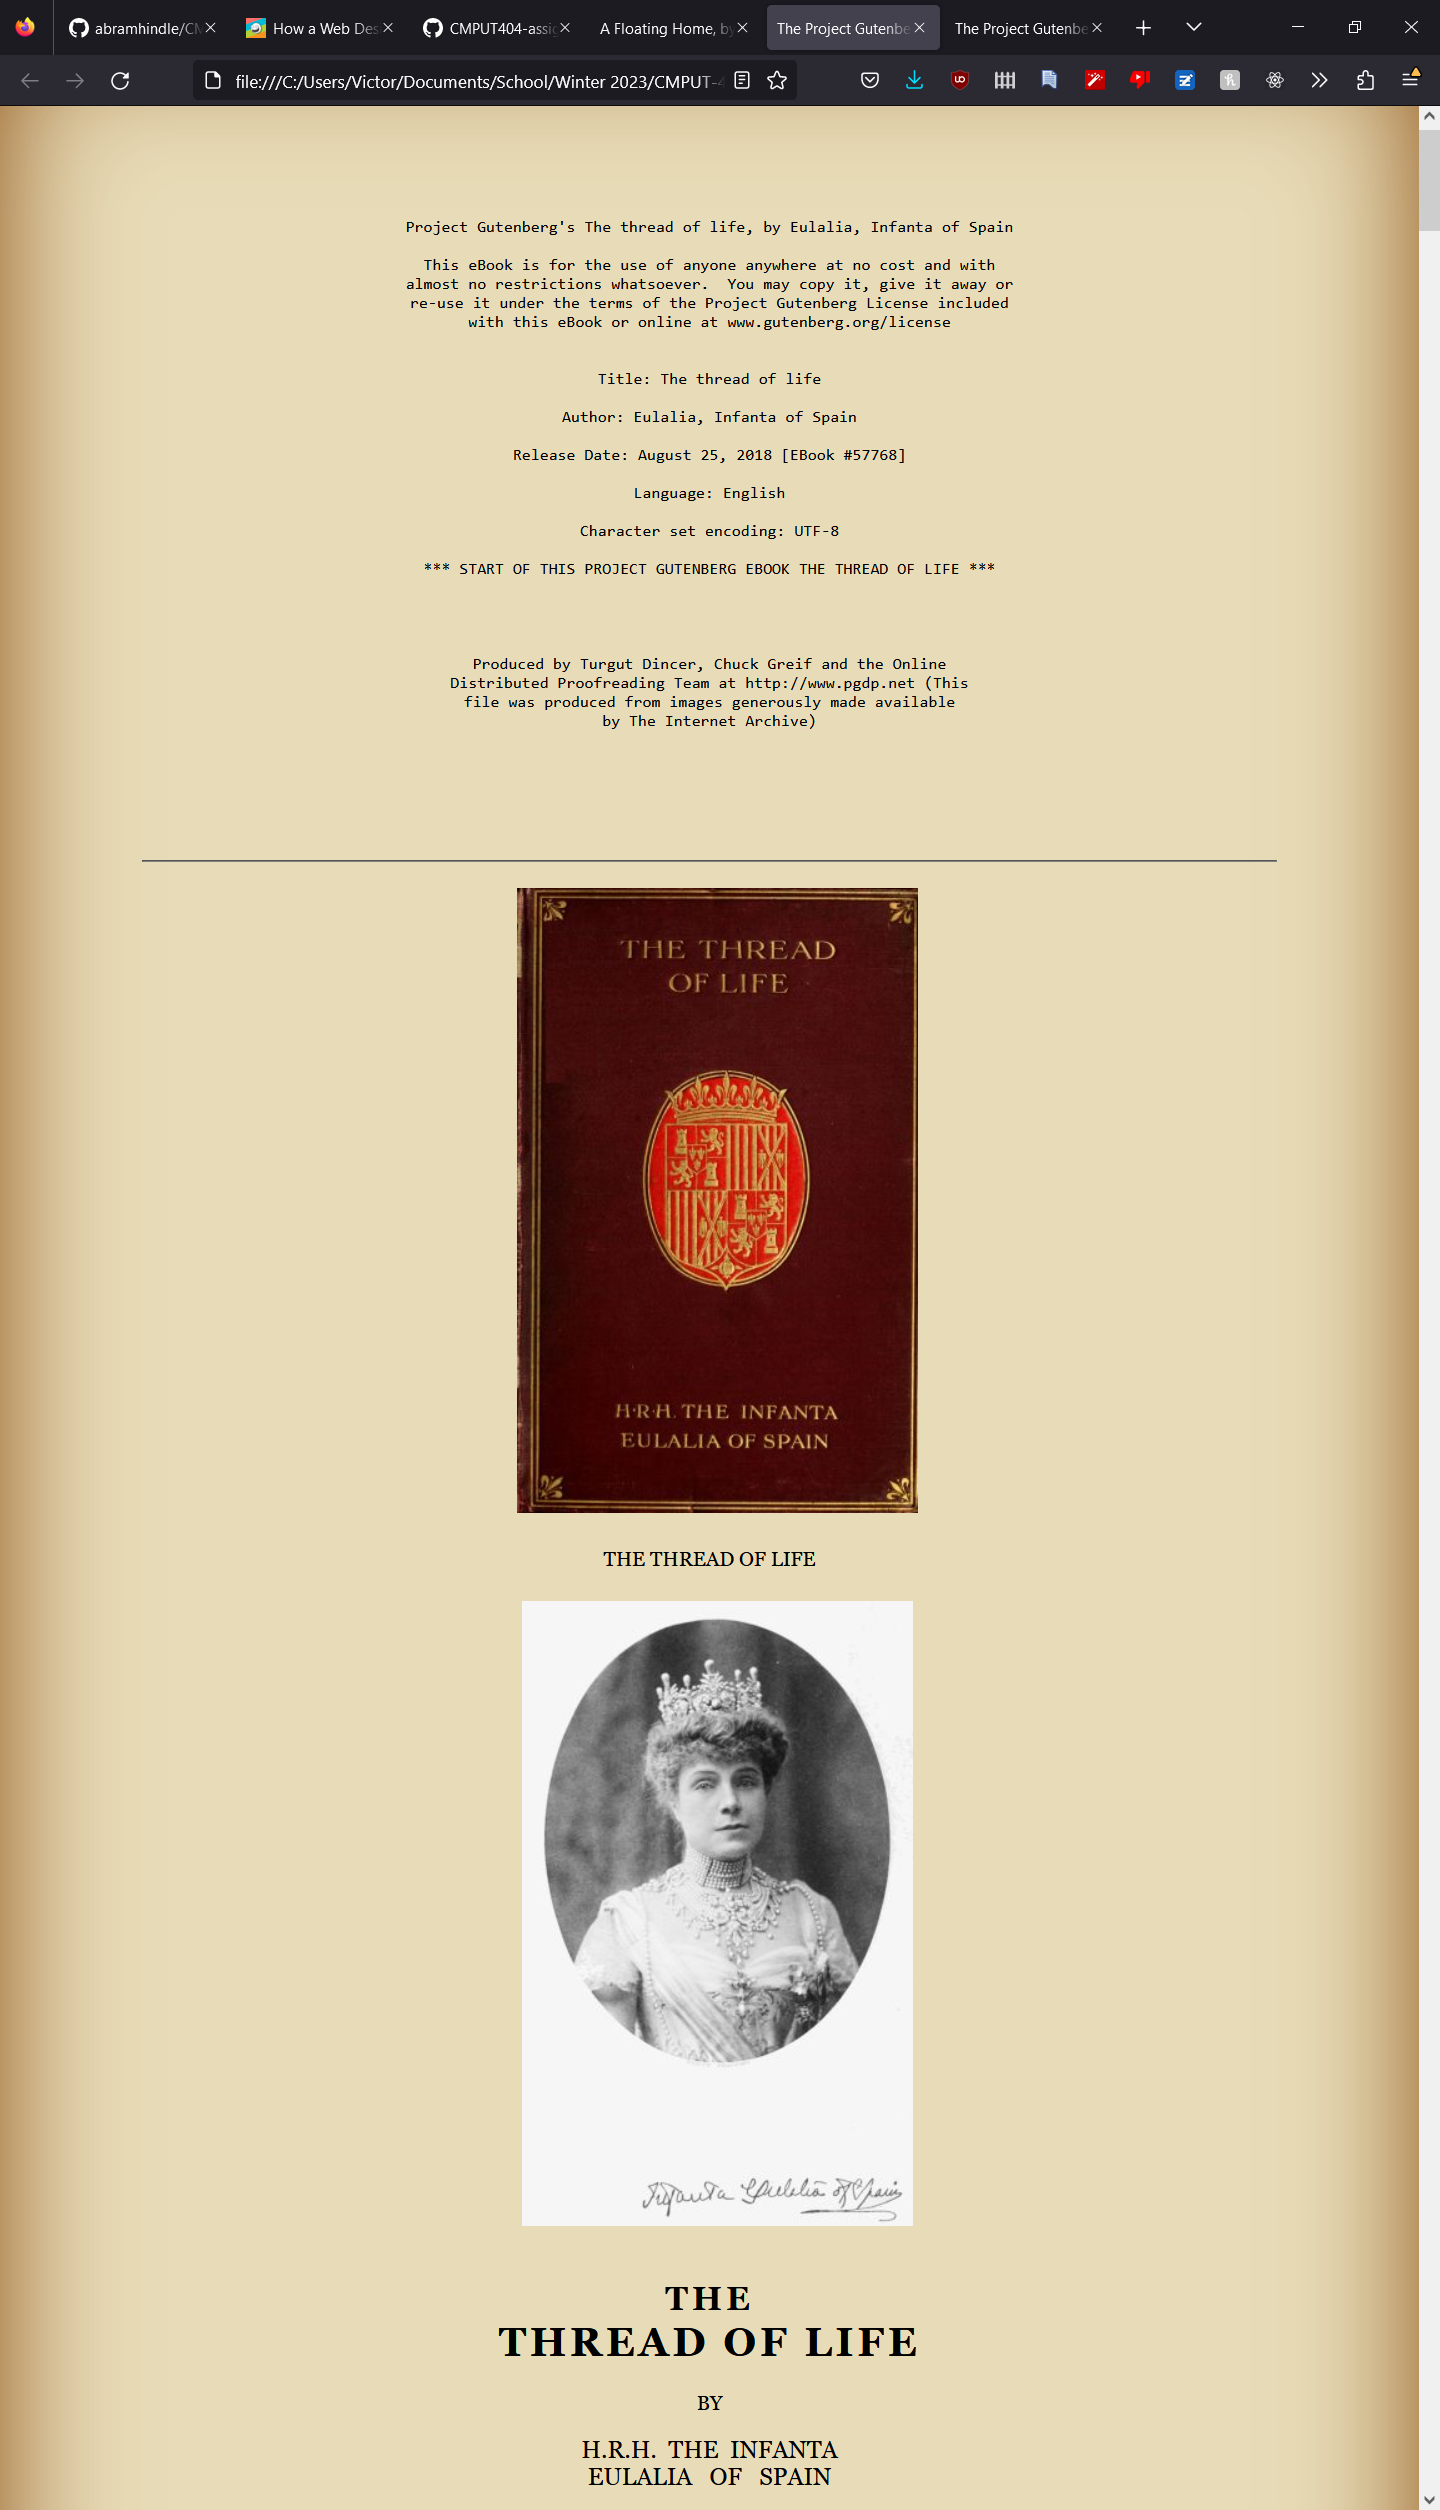 abramhindle/CM
How a Web Des
CMPUT404-assig
A Floating Home, by
The Project Gutenbe
The Project Gutenbe
file:///C:/Users/Victor/Documents/School/Winter 2023/CMPUT-4
Project Gutenberg's The thread of life, by Eulalia, Infanta of Spain
This eBook is for the use of anyone anywhere at no cost and with
almost no restrictions whatsoever.  You may copy it, give it away or
re-use it under the terms of the Project Gutenberg License included
with this eBook or online at www.gutenberg.org/license
Title: The thread of life
Author: Eulalia, Infanta of Spain
Release Date: August 25, 2018 [EBook #57768]
Language: English
Character set encoding: UTF-8
*** START OF THIS PROJECT GUTENBERG EBOOK THE THREAD OF LIFE ***
Produced by Turgut Dincer, Chuck Greif and the Online
Distributed Proofreading Team at http://www.pgdp.net (This
file was produced from images generously made available
by The Internet Archive)
THE THREAD
OF LIFE
H·R·H. THE INFANTA
EULALIA OF SPAIN
THE THREAD OF LIFE
Infanta Eulalia of Spain
THE
THREAD OF LIFE
BY
H.R.H. THE INFANTA
EULALIA OF SPAIN